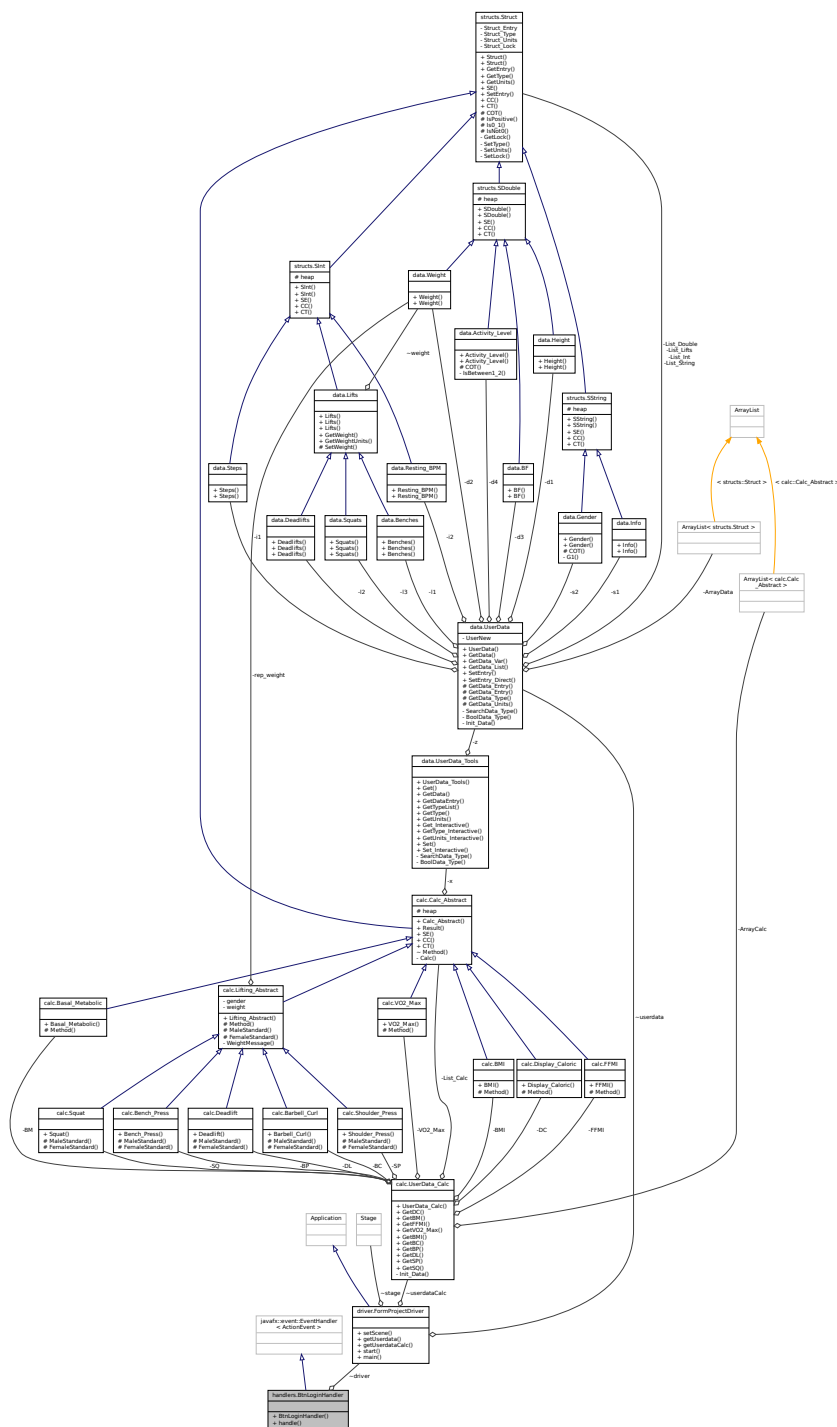 structs.Struct
- Struct_Entry
- Struct_Type
- Struct_Units
- Struct_Lock
+ Struct()
+ Struct()
+ GetEntry()
+ GetType()
+ GetUnits()
+ SE()
+ SetEntry()
+ CC()
+ CT()
# COT()
# IsPositive()
# Is0_1()
# IsNot0()
- GetLock()
- SetType()
- SetUnits()
- SetLock()
structs.SDouble
# heap
+ SDouble()
+ SDouble()
+ SE()
+ CC()
+ CT()
structs.SInt
# heap
+ SInt()
+ SInt()
+ SE()
+ CC()
+ CT()
data.Weight
+ Weight()
+ Weight()
data.Activity_Level
+ Activity_Level()
+ Activity_Level()
# COT()
- IsBetween1_2()
data.Height
+ Height()
+ Height()
-List_Double
-List_Lifts
-List_Int
-List_String
~weight
data.Lifts
+ Lifts()
+ Lifts()
+ Lifts()
+ GetWeight()
+ GetWeightUnits()
# SetWeight()
structs.SString
# heap
+ SString()
+ SString()
+ SE()
+ CC()
+ CT()
ArrayList
data.Steps
+ Steps()
+ Steps()
data.Resting_BPM
+ Resting_BPM()
+ Resting_BPM()
data.BF
+ BF()
+ BF()
-d2
-d4
-d1
< structs::Struct >
< calc::Calc_Abstract >
data.Deadlifts
+ Deadlifts()
+ Deadlifts()
+ Deadlifts()
data.Squats
+ Squats()
+ Squats()
+ Squats()
data.Benches
+ Benches()
+ Benches()
+ Benches()
data.Gender
+ Gender()
+ Gender()
# COT()
- G1()
data.Info
+ Info()
+ Info()
ArrayList< structs.Struct >
-i1
-i2
-d3
ArrayList< calc.Calc
_Abstract >
-l2
-l3
-l1
-s2
-s1
-ArrayData
data.UserData
- UserNew
+ UserData()
+ GetData()
+ GetData_Var()
+ GetData_List()
+ SetEntry()
+ SetEntry_Direct()
# GetData_Entry()
# GetData_Entry()
# GetData_Type()
# GetData_Units()
- SearchData_Type()
- BoolData_Type()
- Init_Data()
-rep_weight
-z
data.UserData_Tools
+ UserData_Tools()
+ Get()
+ GetData()
+ GetDataEntry()
+ GetTypeList()
+ GetType()
+ GetUnits()
+ Get_Interactive()
+ GetType_Interactive()
+ GetUnits_Interactive()
+ Set()
+ Set_Interactive()
- SearchData_Type()
- BoolData_Type()
-x
calc.Calc_Abstract
# heap
+ Calc_Abstract()
+ Result()
+ SE()
+ CC()
+ CT()
~ Method()
- Calc()
-ArrayCalc
calc.Basal_Metabolic
+ Basal_Metabolic()
# Method()
calc.Lifting_Abstract
- gender
- weight
+ Lifting_Abstract()
# Method()
# MaleStandard()
# FemaleStandard()
- WeightMessage()
calc.VO2_Max
+ VO2_Max()
# Method()
~userdata
calc.BMI
+ BMI()
# Method()
calc.Display_Caloric
+ Display_Caloric()
# Method()
calc.FFMI
+ FFMI()
# Method()
-List_Calc
calc.Squat
+ Squat()
# MaleStandard()
# FemaleStandard()
calc.Bench_Press
+ Bench_Press()
# MaleStandard()
# FemaleStandard()
calc.Deadlift
+ Deadlift()
# MaleStandard()
# FemaleStandard()
calc.Barbell_Curl
+ Barbell_Curl()
# MaleStandard()
# FemaleStandard()
calc.Shoulder_Press
+ Shoulder_Press()
# MaleStandard()
# FemaleStandard()
-BM
-VO2_Max
-BMI
-DC
-FFMI
-SQ
-BP
-DL
-BC
-SP
calc.UserData_Calc
+ UserData_Calc()
+ GetDC()
+ GetBM()
+ GetFFMI()
+ GetVO2_Max()
+ GetBMI()
+ GetBC()
+ GetBP()
+ GetDL()
+ GetSP()
+ GetSQ()
- Init_Data()
Application
Stage
~stage
~userdataCalc
driver.FormProjectDriver
+ setScene()
+ getUserdata()
+ getUserdataCalc()
+ start()
+ main()
javafx::event::EventHandler
< ActionEvent >
~driver
handlers.BtnLoginHandler
+ BtnLoginHandler()
+ handle()